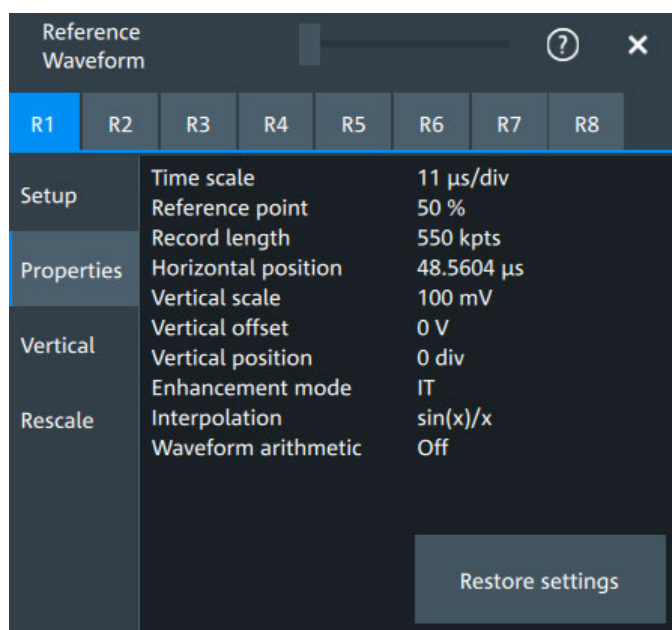 Reference
Waveform
?
R1 R2 R3 R4 R5 R6 R7 R8
Setup
Properties
Vertical
Rescale
Time scale 11 µs/div
Reference point 50 %
Record length 550 kpts
Horizontal position 48.5604 µs
Vertical scale 100 mV
Vertical offset 0 V
Vertical position 0 div
Enhancement mode IT
Interpolation sin(x)/x
Waveform arithmetic Off
Restore settings